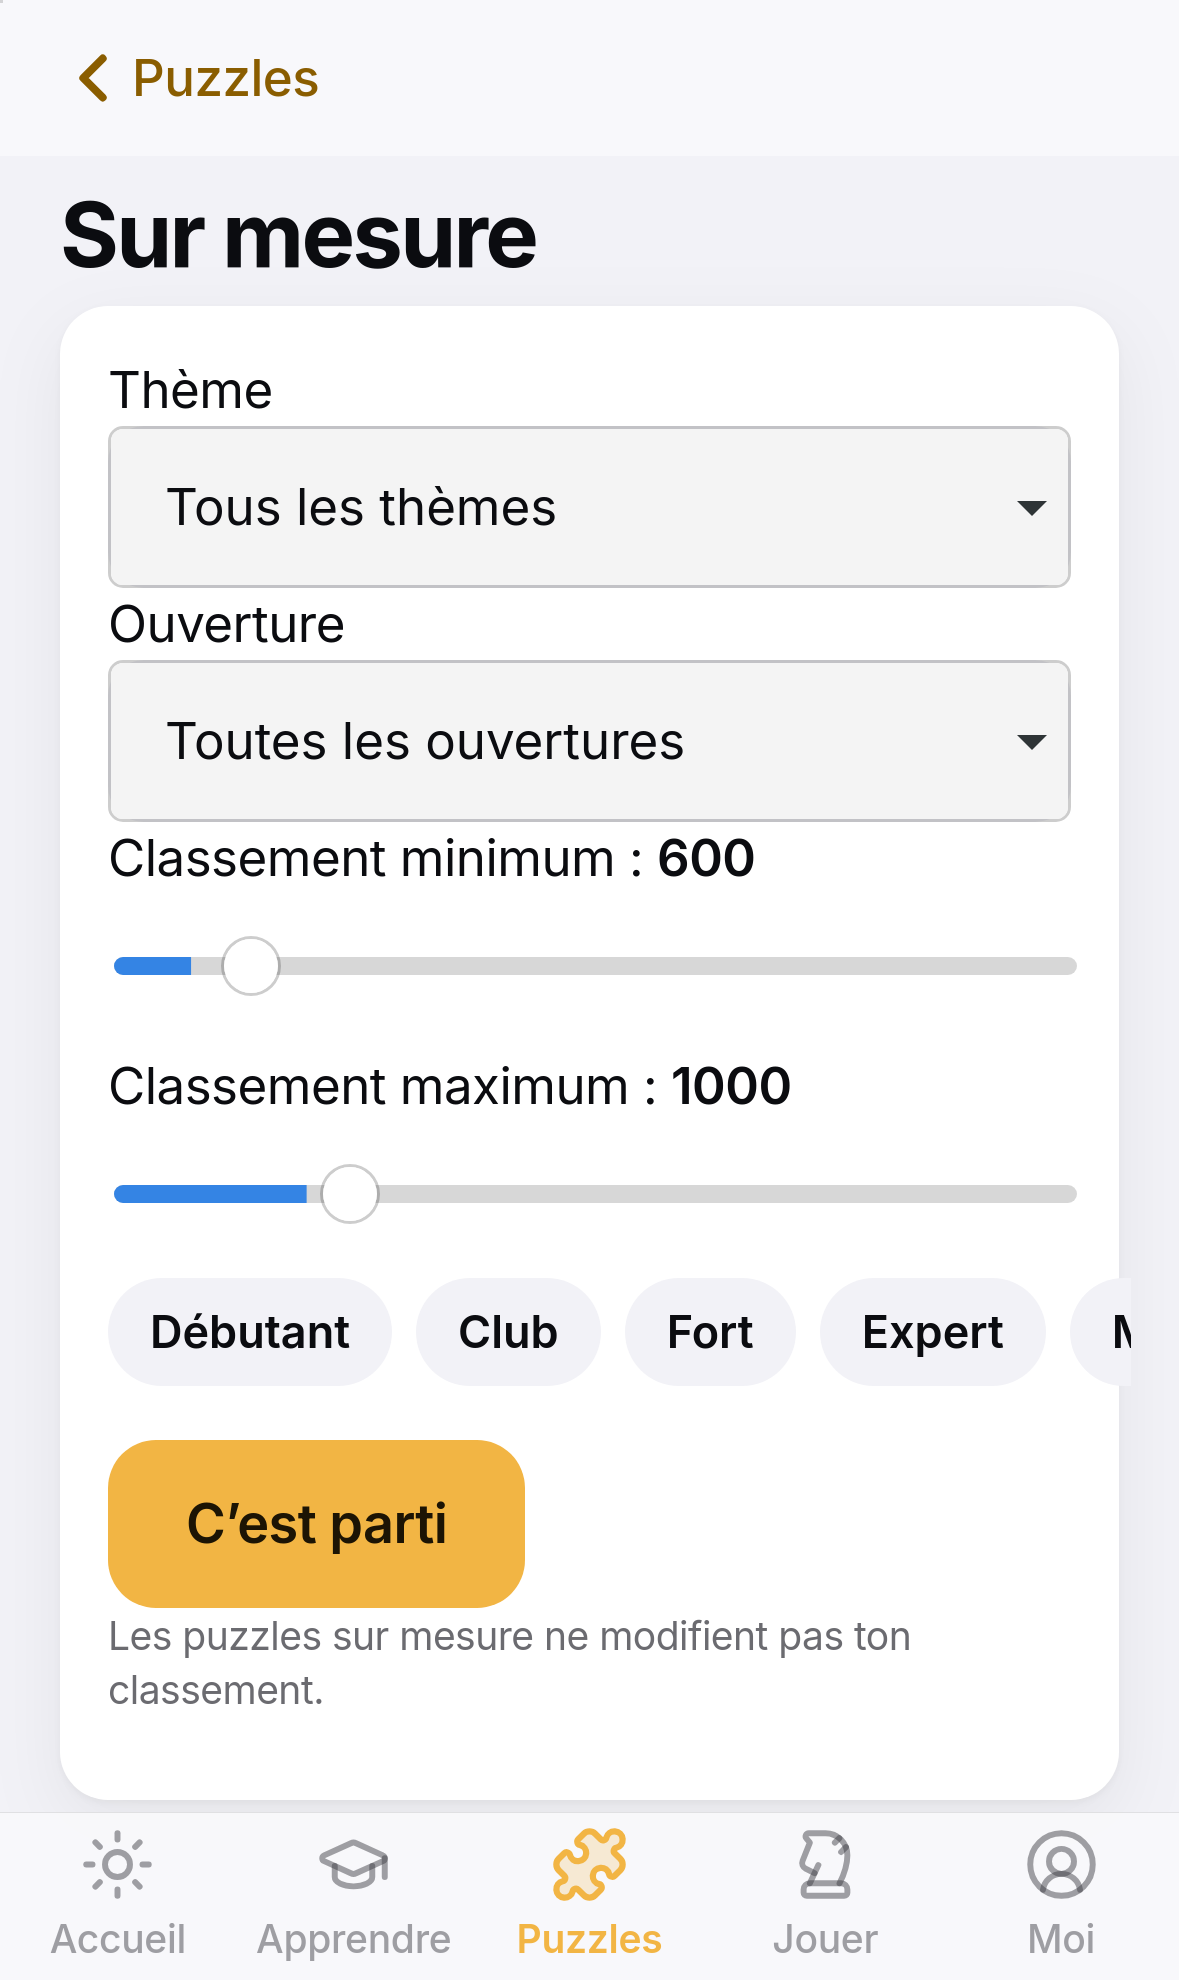 Puzzles
Sur mesure
Thème
Tous les thèmes
Ouverture
Toutes les ouvertures
Classement minimum : 600
Classement maximum : 1000
Débutant Club Fort Expert
C’est parti
Les puzzles sur mesure ne modifient pas ton
classement.
Accueil Apprendre Puzzles Jouer Moi